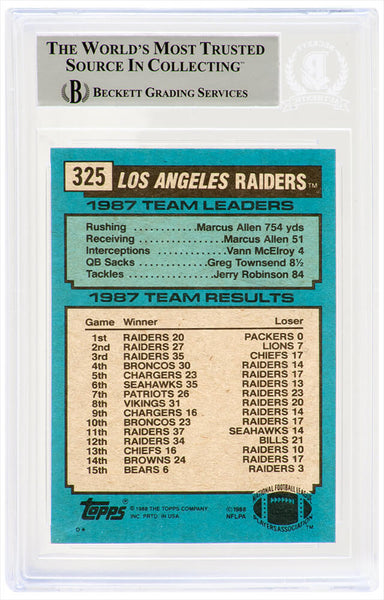 THE WORLD'S MOST TRUSTED
SOURCE IN COLLECTING™
B BECKETT GRADING SERVICES
325 LOS ANGELES RAIDERS™
1987 TEAM LEADERS
Rushing ............Marcus Allen 754 yds
Receiving ...............Marcus Allen 51
Interceptions ...........Vann McElroy 4
QB Sacks .........Greg Townsend 8½
Tackles ................Jerry Robinson 84
1987 TEAM RESULTS
Game Winner Loser
1st RAIDERS 20 PACKERS 0
2nd RAIDERS 27 LIONS 7
3rd RAIDERS 35 CHIEFS 17
4th BRONCOS 30 RAIDERS 14
5th CHARGERS 23 RAIDERS 17
6th SEAHAWKS 35 RAIDERS 13
7th PATRIOTS 26 RAIDERS 23
8th VIKINGS 31 RAIDERS 20
9th CHARGERS 16 RAIDERS 14
10th BRONCOS 23 RAIDERS 17
11th RAIDERS 37 SEAHAWKS 14
12th RAIDERS 34 BILLS 21
13th CHIEFS 16 RAIDERS 10
14th BROWNS 24 RAIDERS 17
15th BEARS 6 RAIDERS 3
Topps © 1988 THE TOPPS COMPANY
INC. PRTD. IN USA
© 1988
NFLPA
NATIONAL FOOTBALL LEAGUE
PLAYERS ASSOCIATION
D*